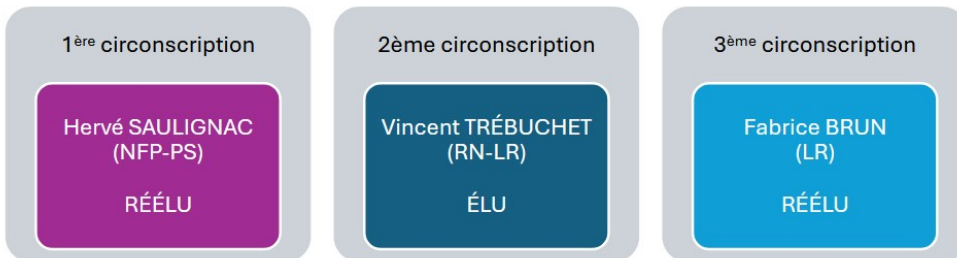 1ère circonscription
Hervé SAULIGNAC
(NFP-PS)
RÉÉLU
2ème circonscription
Vincent TRÉBUCHET
(RN-LR)
ÉLU
3ème circonscription
Fabrice BRUN
(LR)
RÉÉLU